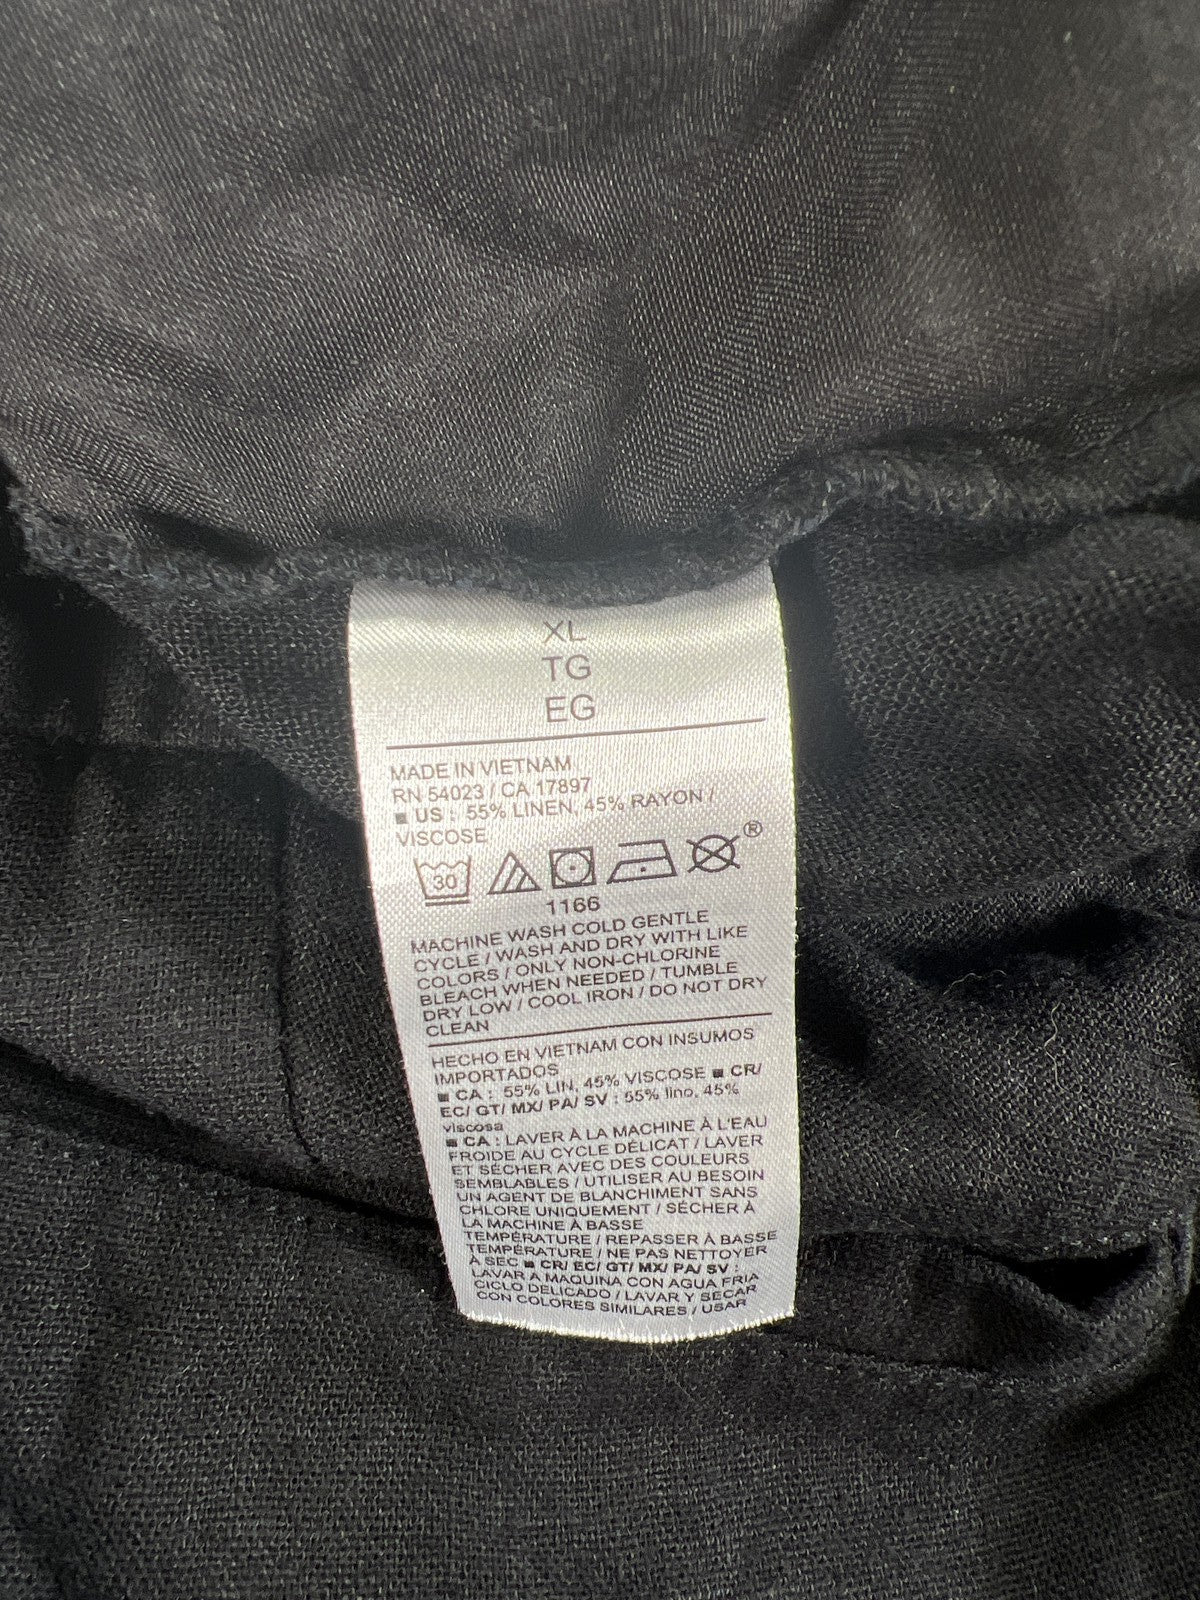 XL
TG
EG
MADE IN VIETNAM
RN 54023 / CA 17897
■ US : 55% LINEN, 45% RAYON /
VISCOSE
30
®
1166
MACHINE WASH COLD GENTLE
CYCLE / WASH AND DRY WITH LIKE
COLORS / ONLY NON-CHLORINE
BLEACH WHEN NEEDED / TUMBLE
DRY LOW / COOL IRON / DO NOT DRY
CLEAN
HECHO EN VIETNAM CON INSUMOS
IMPORTADOS
■ CA : 55% LIN, 45% VISCOSE ■ CR/
EC/ GT/ MX/ PA/ SV : 55% lino, 45%
viscosa
■ CA : LAVER À LA MACHINE À L'EAU
FROIDE AU CYCLE DÉLICAT / LAVER
ET SÉCHER AVEC DES COULEURS
SEMBLABLES / UTILISER AU BESOIN
UN AGENT DE BLANCHIMENT SANS
CHLORE UNIQUEMENT / SÉCHER À
LA MACHINE À BASSE
TEMPÉRATURE / REPASSER À BASSE
TEMPÉRATURE / NE PAS NETTOYER
À SEC ■ CR/ EC/ GT/ MX/ PA/ SV :
LAVAR A MAQUINA CON AGUA FRIA
CICLO DELICADO / LAVAR Y SECAR
CON COLORES SIMILARES / USAR